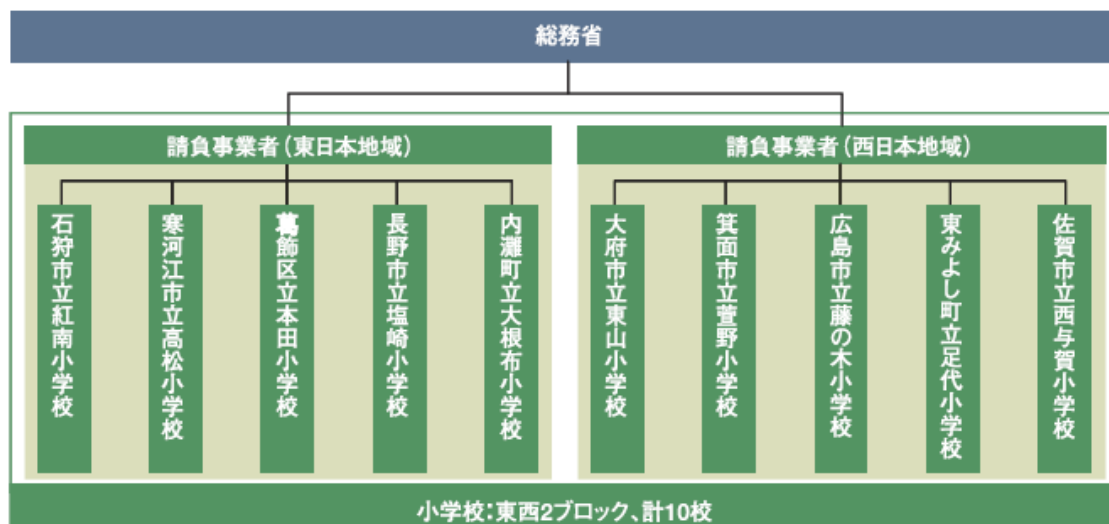 総務省
請負事業者(東日本地域)
石狩市立紅南小学校
寒河江市立高松小学校
葛飾区立本田小学校
長野市立塩崎小学校
内灘町立大根布小学校
請負事業者(西日本地域)
大府市立東山小学校
箕面市立萱野小学校
広島市立藤の木小学校
東みよし町立足代小学校
佐賀市立西与賀小学校
小学校:東西2ブロック、計10校